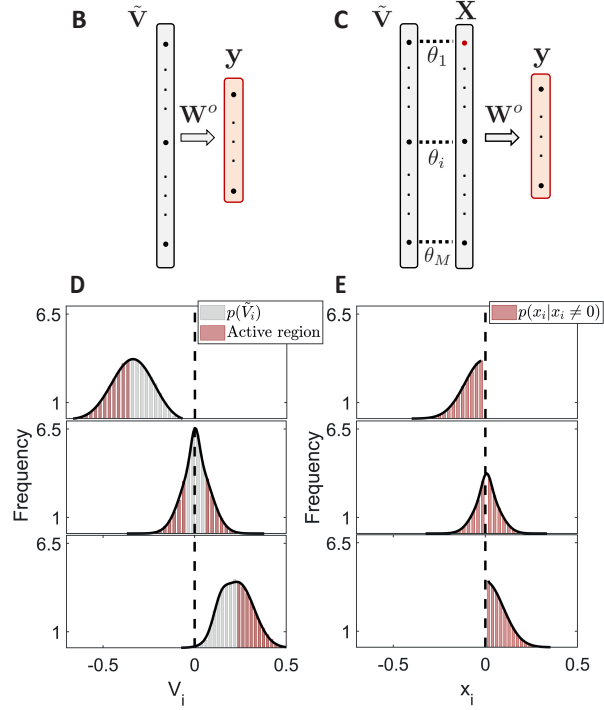 B
Ṽ
y
W^o
C
Ṽ
X
θ_1
θ_i
θ_M
W^o
y
D
6.5
1
p(Ṽ_i)
Active region
6.5
1
6.5
1
Frequency
-0.5
0
0.5
V_i
E
6.5
1
p(x_i|x_i ≠ 0)
6.5
1
6.5
1
Frequency
-0.5
0
0.5
x_i